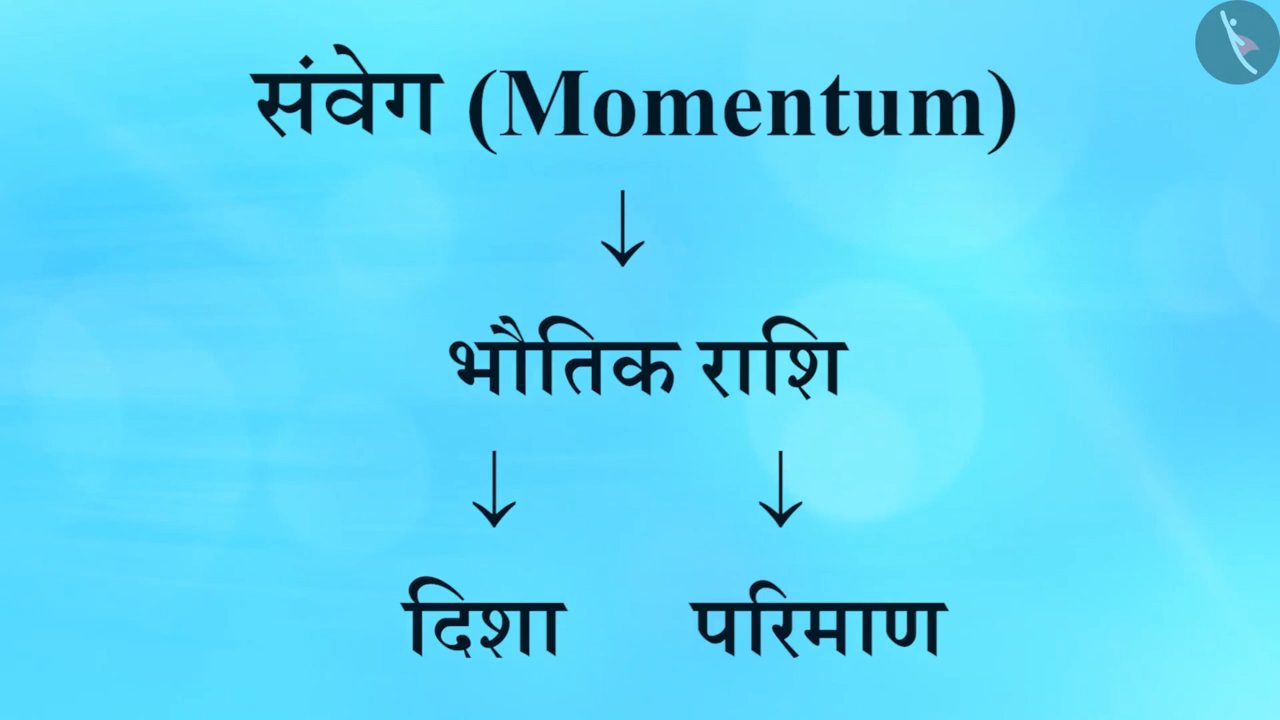 संवेग (Momentum)
↓
भौतिक राशि
↓ ↓
दिशा परिमाण